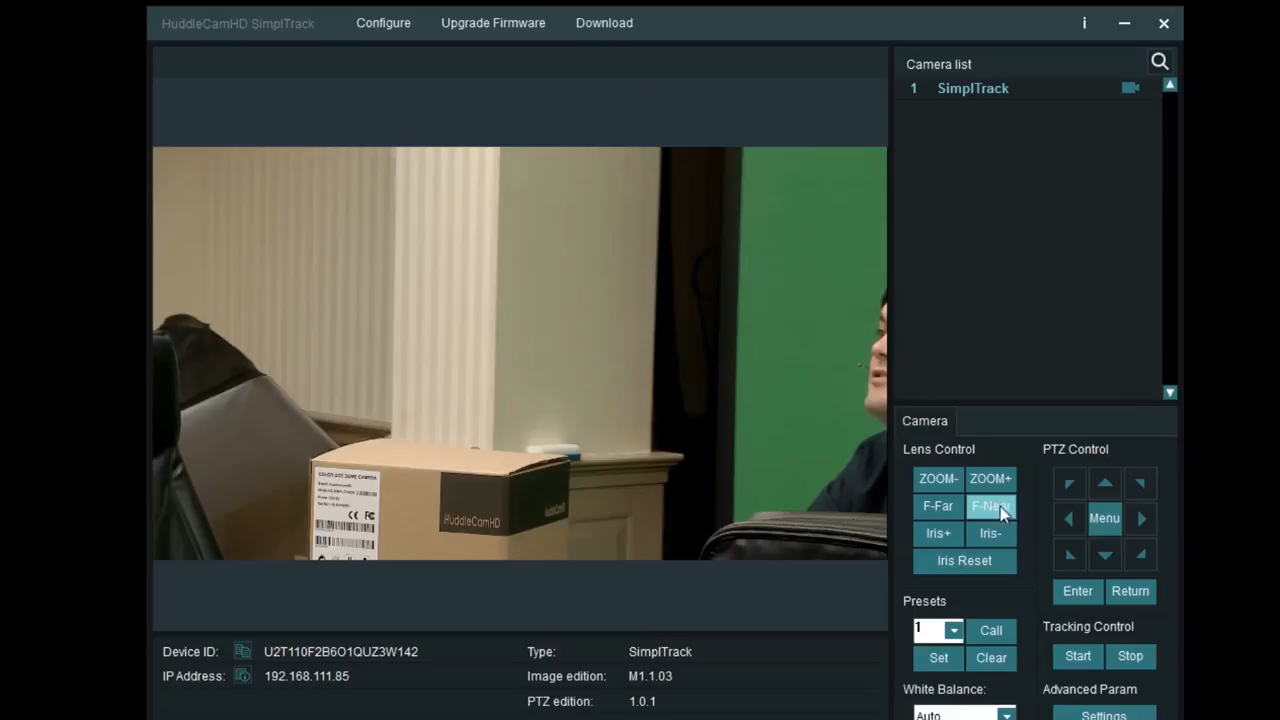 HuddleCamHD SimplTrack
Configure
Upgrade Firmware
Download
i
Camera list
1 SimplTrack
HuddleCamHD
Camera
Lens Control
PTZ Control
ZOOM- ZOOM+
F-Far F-Near
Menu
Iris+ Iris-
Iris Reset
Enter Return
Presets
1 Call
Set Clear
Tracking Control
Start Stop
White Balance:
Auto
Advanced Param
Settings
Device ID: U2T110F2B6O1QUZ3W142
IP Address: 192.168.111.85
Type: SimplTrack
Image edition: M1.1.03
PTZ edition: 1.0.1